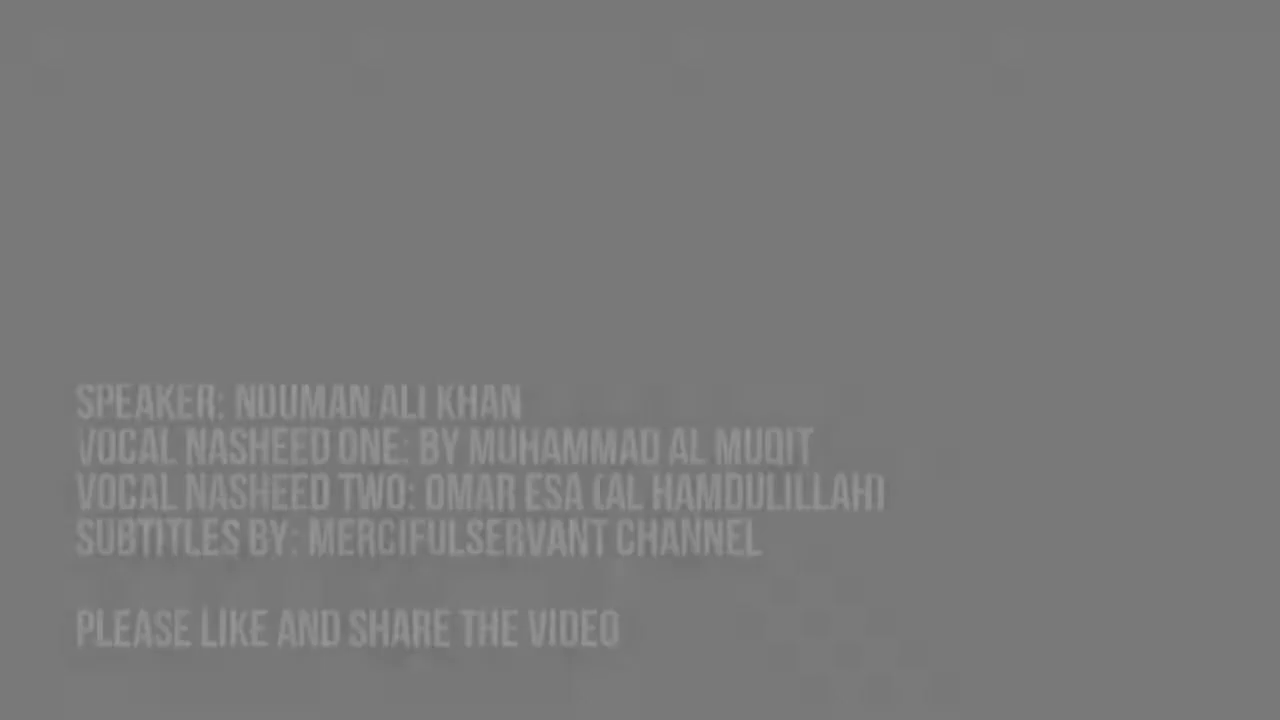 SPEAKER: NOUMAN ALI KHAN
VOCAL NASHEED ONE: BY MUHAMMAD AL MUQIT
VOCAL NASHEED TWO: OMAR ESA (AL HAMDULILLAH)
SUBTITLES BY: MERCIFULSERVANT CHANNEL
PLEASE LIKE AND SHARE THE VIDEO